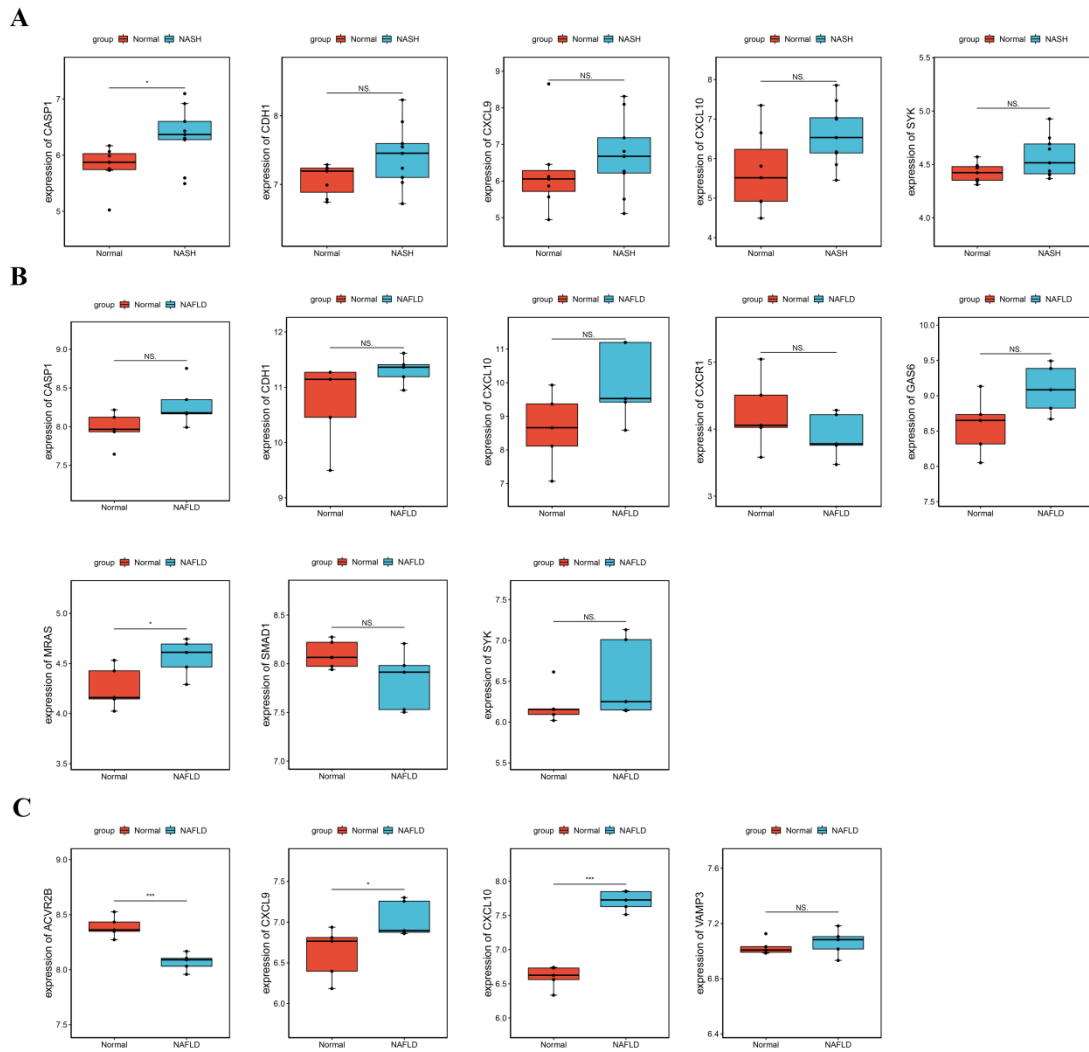 A
group Normal NASH
expression of CASP1
7
6
5
*
Normal NASH
group Normal NASH
expression of CDH1
8
7
NS.
Normal NASH
group Normal NASH
expression of CXCL9
9
8
7
6
5
NS.
Normal NASH
group Normal NASH
expression of CXCL10
8
7
6
5
4
NS.
Normal NASH
group Normal NASH
expression of SYK
5.5
5.0
4.5
4.0
NS.
Normal NASH
B
group Normal NAFLD
expression of CASP1
9.0
8.5
8.0
7.5
NS.
Normal NAFLD
group Normal NAFLD
expression of CDH1
12
11
10
9
NS.
Normal NAFLD
group Normal NAFLD
expression of CXCL10
11
10
9
8
7
NS.
Normal NAFLD
group Normal NAFLD
expression of CXCR1
5
4
3
NS.
Normal NAFLD
group Normal NAFLD
expression of GAS6
10.0
9.5
9.0
8.5
8.0
7.5
NS.
Normal NAFLD
group Normal NAFLD
expression of MRAS
5.0
4.5
4.0
3.5
*
Normal NAFLD
group Normal NAFLD
expression of SMAD1
8.5
8.0
7.5
7.0
NS.
Normal NAFLD
group Normal NAFLD
expression of SYK
7.5
7.0
6.5
6.0
5.5
NS.
Normal NAFLD
C
group Normal NAFLD
expression of ACVR2B
9.0
8.5
8.0
7.5
***
Normal NAFLD
group Normal NAFLD
expression of CXCL9
7.5
7.0
6.5
6.0
*
Normal NAFLD
group Normal NAFLD
expression of CXCL10
8.0
7.5
7.0
6.5
6.0
***
Normal NAFLD
group Normal NAFLD
expression of VAMP3
7.6
7.2
6.8
6.4
NS.
Normal NAFLD